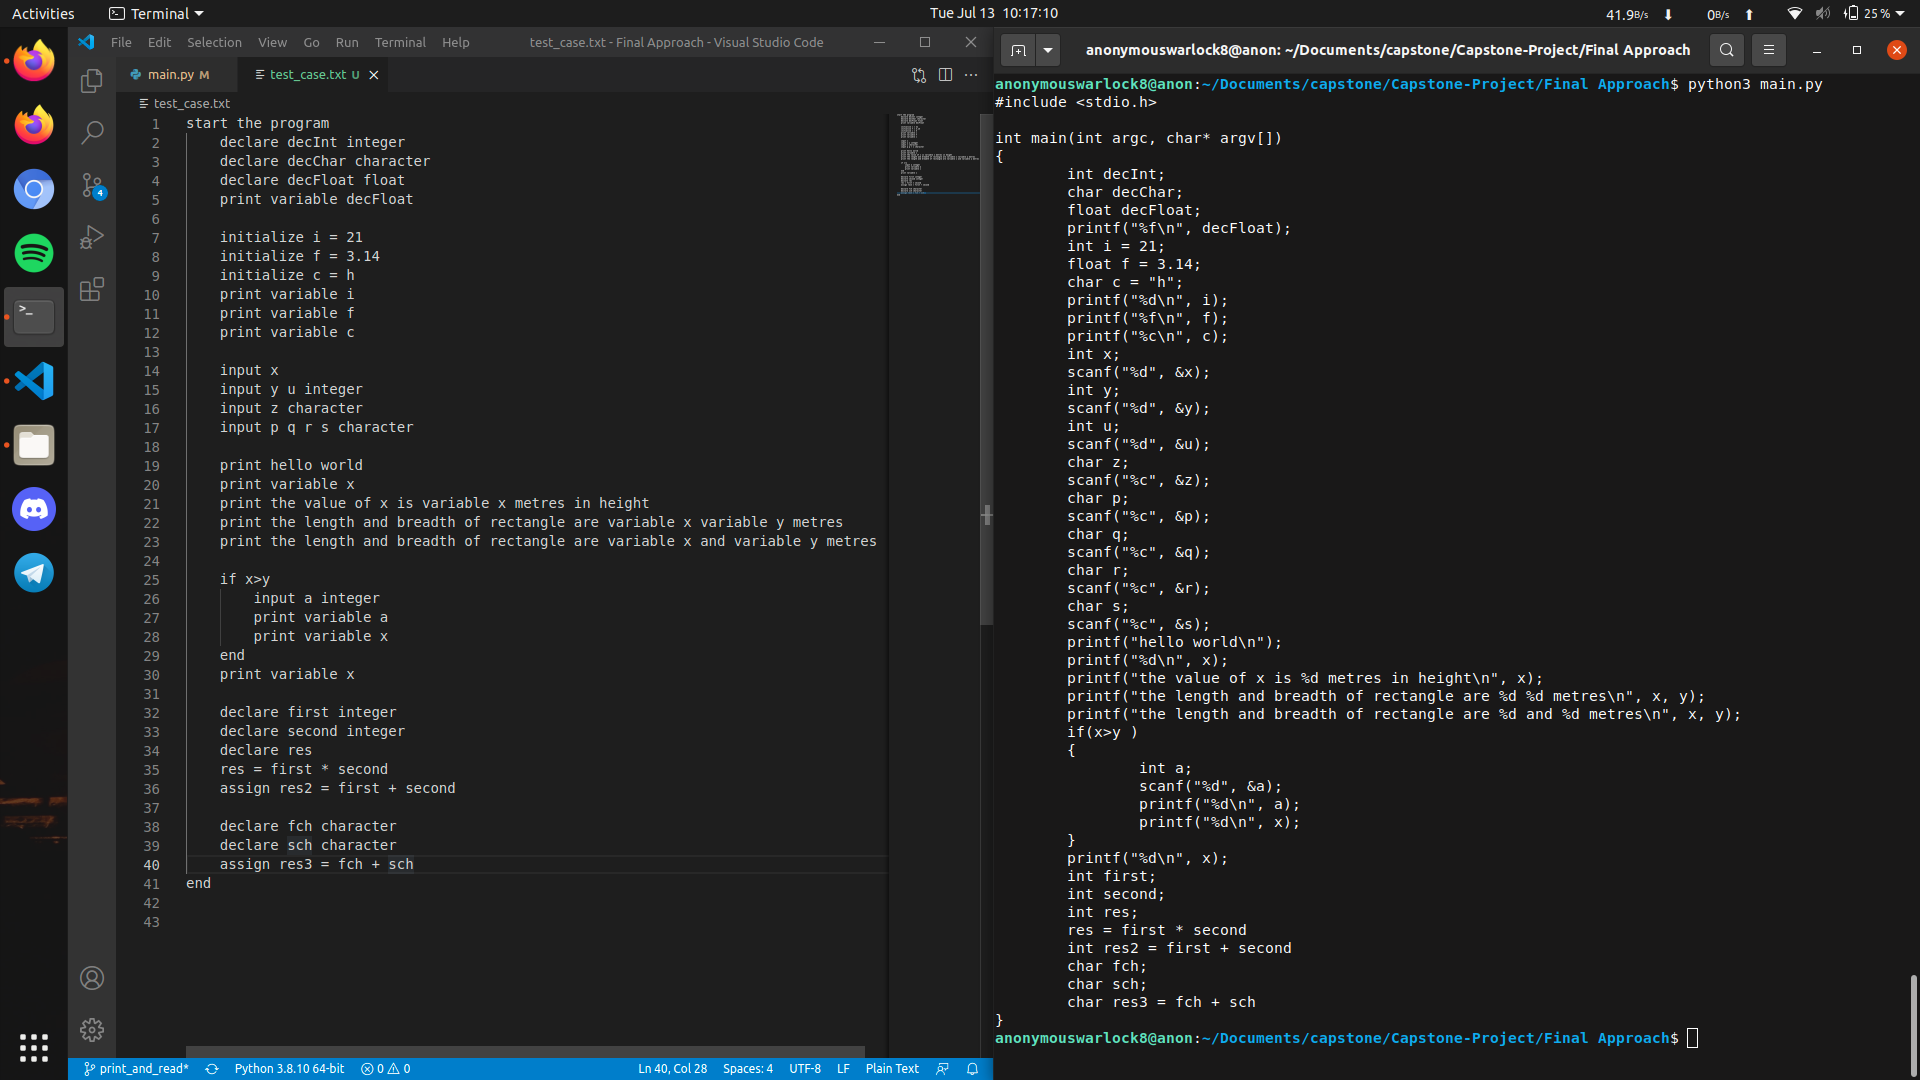 Activities
Terminal
Tue Jul 13 10:17:10
41.9B/s
0B/s
25 %
File Edit Selection View Go Run Terminal Help
test_case.txt - Final Approach - Visual Studio Code
main.py M
test_case.txt U
test_case.txt
4
1 start the program
2 declare decInt integer
3 declare decChar character
4 declare decFloat float
5 print variable decFloat
6
7 initialize i = 21
8 initialize f = 3.14
9 initialize c = h
10 print variable i
11 print variable f
12 print variable c
13
14 input x
15 input y u integer
16 input z character
17 input p q r s character
18
19 print hello world
20 print variable x
21 print the value of x is variable x metres in height
22 print the length and breadth of rectangle are variable x variable y metres
23 print the length and breadth of rectangle are variable x and variable y metres
24
25 if x>y
26 input a integer
27 print variable a
28 print variable x
29 end
30 print variable x
31
32 declare first integer
33 declare second integer
34 declare res
35 res = first * second
36 assign res2 = first + second
37
38 declare fch character
39 declare sch character
40 assign res3 = fch + sch
41 end
42
43
print_and_read*
Python 3.8.10 64-bit
0 0
Ln 40, Col 28
Spaces: 4
UTF-8
LF
Plain Text
anonymouswarlock8@anon: ~/Documents/capstone/Capstone-Project/Final Approach
anonymouswarlock8@anon:~/Documents/capstone/Capstone-Project/Final Approach$ python3 main.py
#include <stdio.h>
int main(int argc, char* argv[])
{
int decInt;
char decChar;
float decFloat;
printf("%f\n", decFloat);
int i = 21;
float f = 3.14;
char c = "h";
printf("%d\n", i);
printf("%f\n", f);
printf("%c\n", c);
int x;
scanf("%d", &x);
int y;
scanf("%d", &y);
int u;
scanf("%d", &u);
char z;
scanf("%c", &z);
char p;
scanf("%c", &p);
char q;
scanf("%c", &q);
char r;
scanf("%c", &r);
char s;
scanf("%c", &s);
printf("hello world\n");
printf("%d\n", x);
printf("the value of x is %d metres in height\n", x);
printf("the length and breadth of rectangle are %d %d metres\n", x, y);
printf("the length and breadth of rectangle are %d and %d metres\n", x, y);
if(x>y )
{
int a;
scanf("%d", &a);
printf("%d\n", a);
printf("%d\n", x);
}
printf("%d\n", x);
int first;
int second;
int res;
res = first * second
int res2 = first + second
char fch;
char sch;
char res3 = fch + sch
}
anonymouswarlock8@anon:~/Documents/capstone/Capstone-Project/Final Approach$